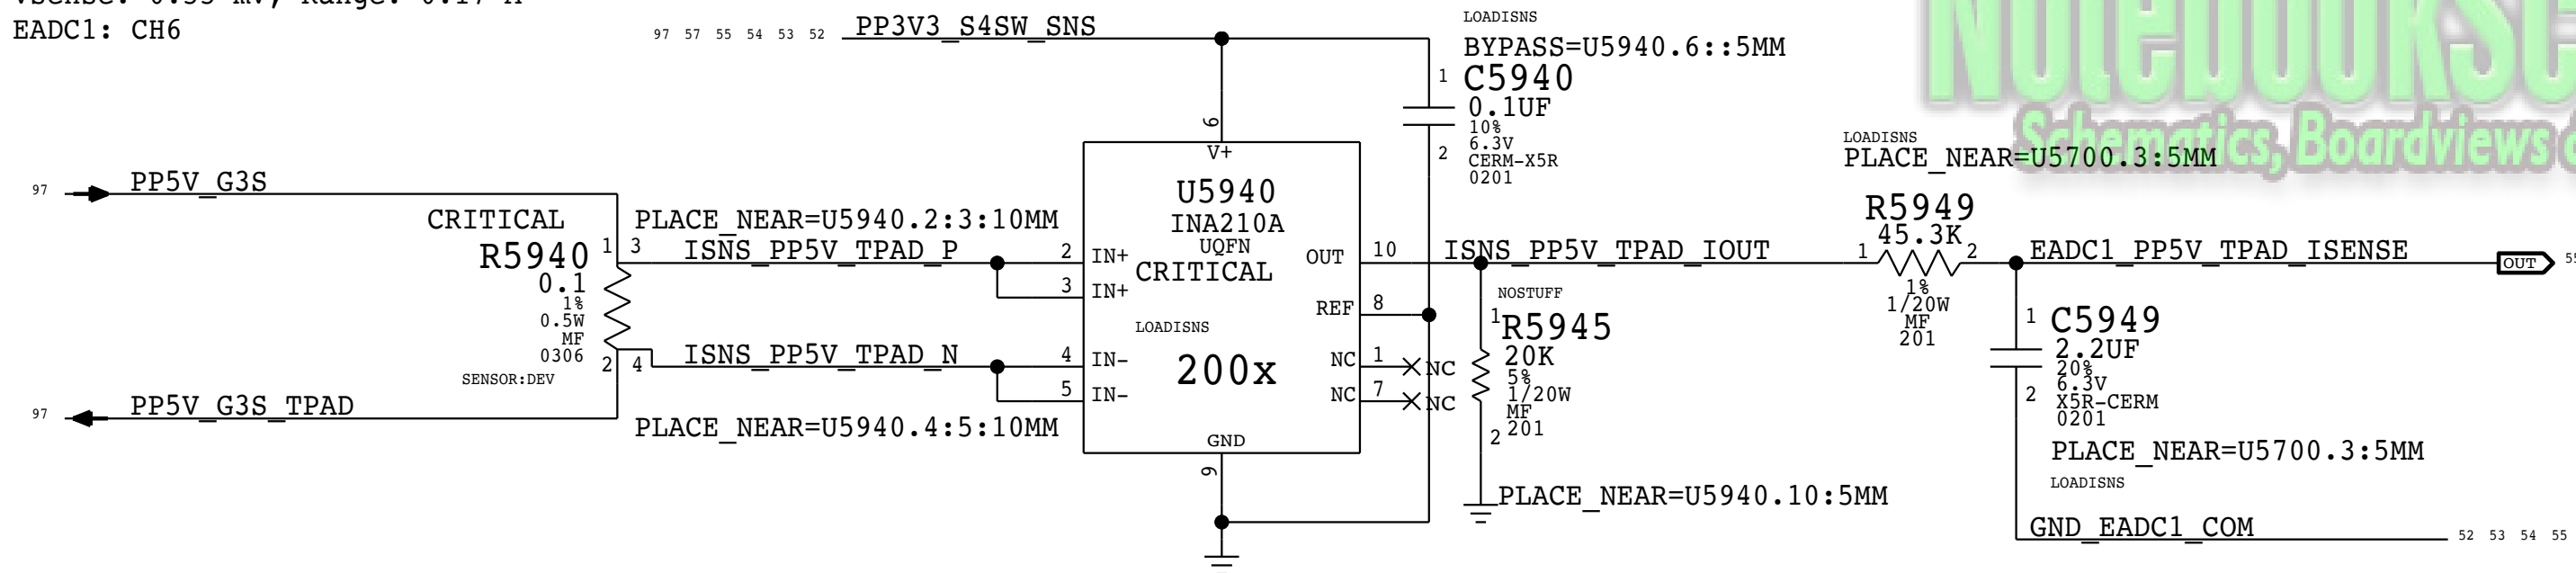 EADC1: CH6
97 57 55 54 53 52 PP3V3_S4SW_SNS
LOADISNS
BYPASS=U5940.6::5MM
1 C5940
0.1UF
10%
6.3V
2 CERM-X5R
0201
6
V+
U5940
INA210A
UQFN
CRITICAL
LOADISNS
200x
97 PP5V_G3S
CRITICAL
R5940
0.1
1%
0.5W
MF
0306
SENSOR:DEV
1 3
2 4
PLACE_NEAR=U5940.2:3:10MM
ISNS_PP5V_TPAD_P 2 IN+
3 IN+
ISNS_PP5V_TPAD_N 4 IN-
5 IN-
97 PP5V_G3S_TPAD
PLACE_NEAR=U5940.4:5:10MM
OUT 10 ISNS_PP5V_TPAD_IOUT
REF 8
NC 1 NC
NC 7 NC
GND
9
NOSTUFF
1 R5945
20K
5%
1/20W
MF
2 201
PLACE_NEAR=U5940.10:5MM
LOADISNS
PLACE_NEAR=U5700.3:5MM
R5949
45.3K
1 2
1%
1/20W
MF
201
EADC1_PP5V_TPAD_ISENSE OUT
1 C5949
2.2UF
20%
6.3V
2 X5R-CERM
0201
PLACE_NEAR=U5700.3:5MM
LOADISNS
GND_EADC1_COM 52 53 54 55
Schematics, Boardviews